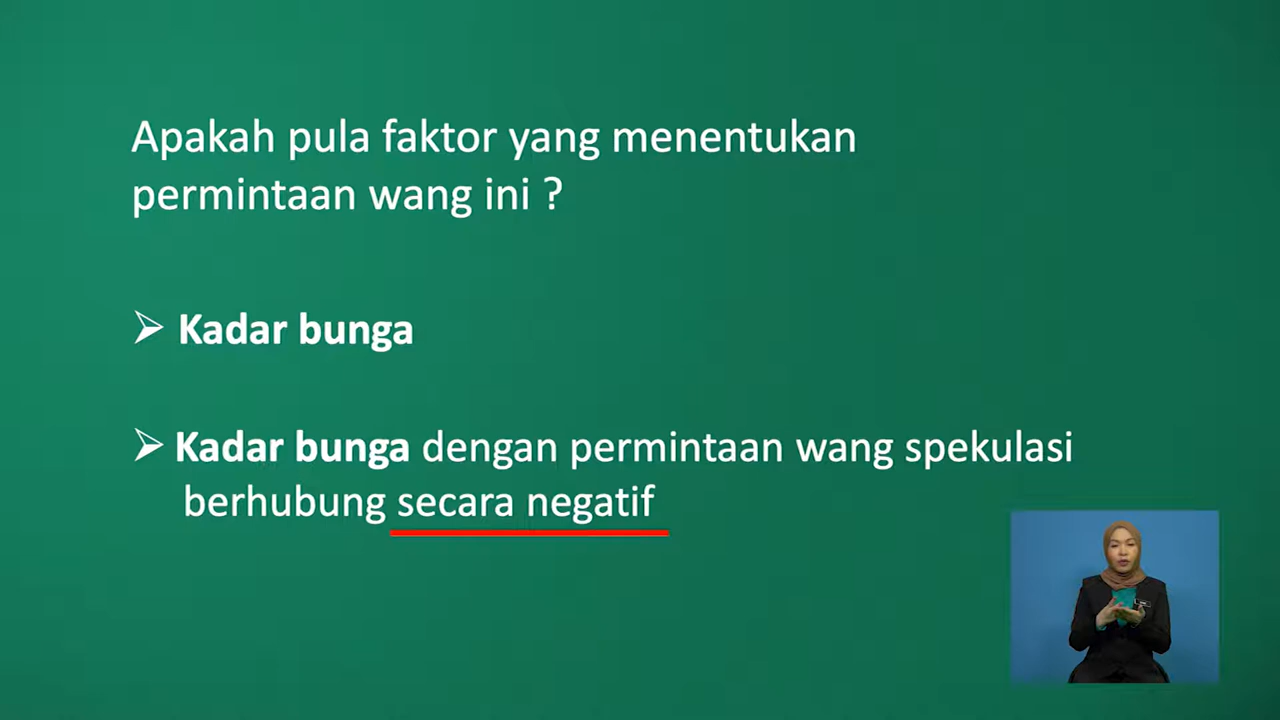 Apakah pula faktor yang menentukan
permintaan wang ini ?
➢ Kadar bunga
➢ Kadar bunga dengan permintaan wang spekulasi
berhubung secara negatif